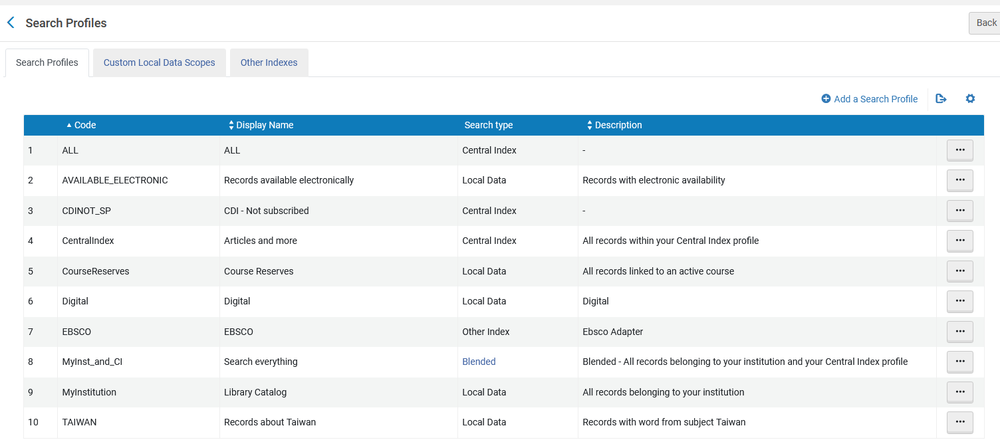 Search Profiles
Back
Search Profiles Custom Local Data Scopes Other Indexes
Add a Search Profile
Code Display Name Search type Description
1 ALL ALL Central Index -
2 AVAILABLE_ELECTRONIC Records available electronically Local Data Records with electronic availability
3 CDINOT_SP CDI - Not subscribed Central Index -
4 CentralIndex Articles and more Central Index All records within your Central Index profile
5 CourseReserves Course Reserves Local Data All records linked to an active course
6 Digital Digital Local Data Digital
7 EBSCO EBSCO Other Index Ebsco Adapter
8 MyInst_and_CI Search everything Blended Blended - All records belonging to your institution and your Central Index profile
9 MyInstitution Library Catalog Local Data All records belonging to your institution
10 TAIWAN Records about Taiwan Local Data Records with word from subject Taiwan